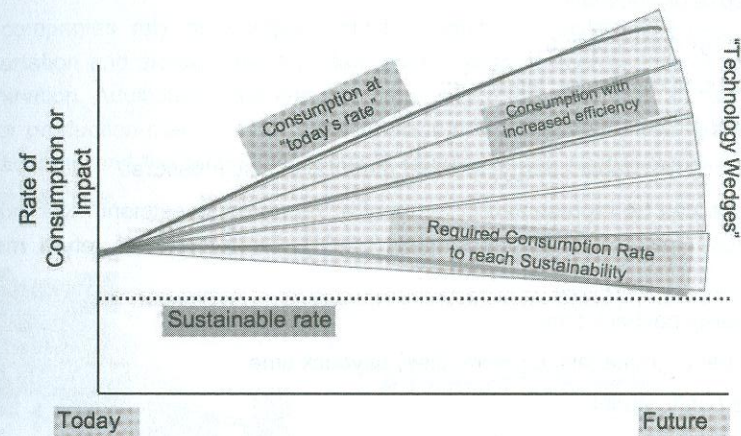 Rate of
Consumption or
Impact
Consumption at
"today's rate"
Consumption with
increased efficiency
"Technology Wedges"
Required Consumption Rate
to reach Sustainability
Sustainable rate
Today
Future